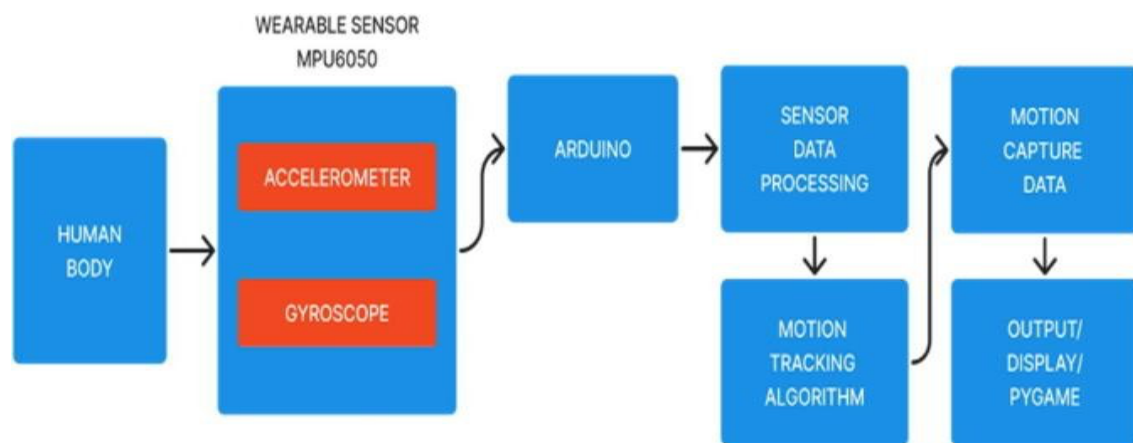 WEARABLE SENSOR
MPU6050
HUMAN
BODY
ACCELEROMETER
GYROSCOPE
ARDUINO
SENSOR
DATA
PROCESSING
MOTION
TRACKING
ALGORITHM
MOTION
CAPTURE
DATA
OUTPUT/
DISPLAY/
PYGAME